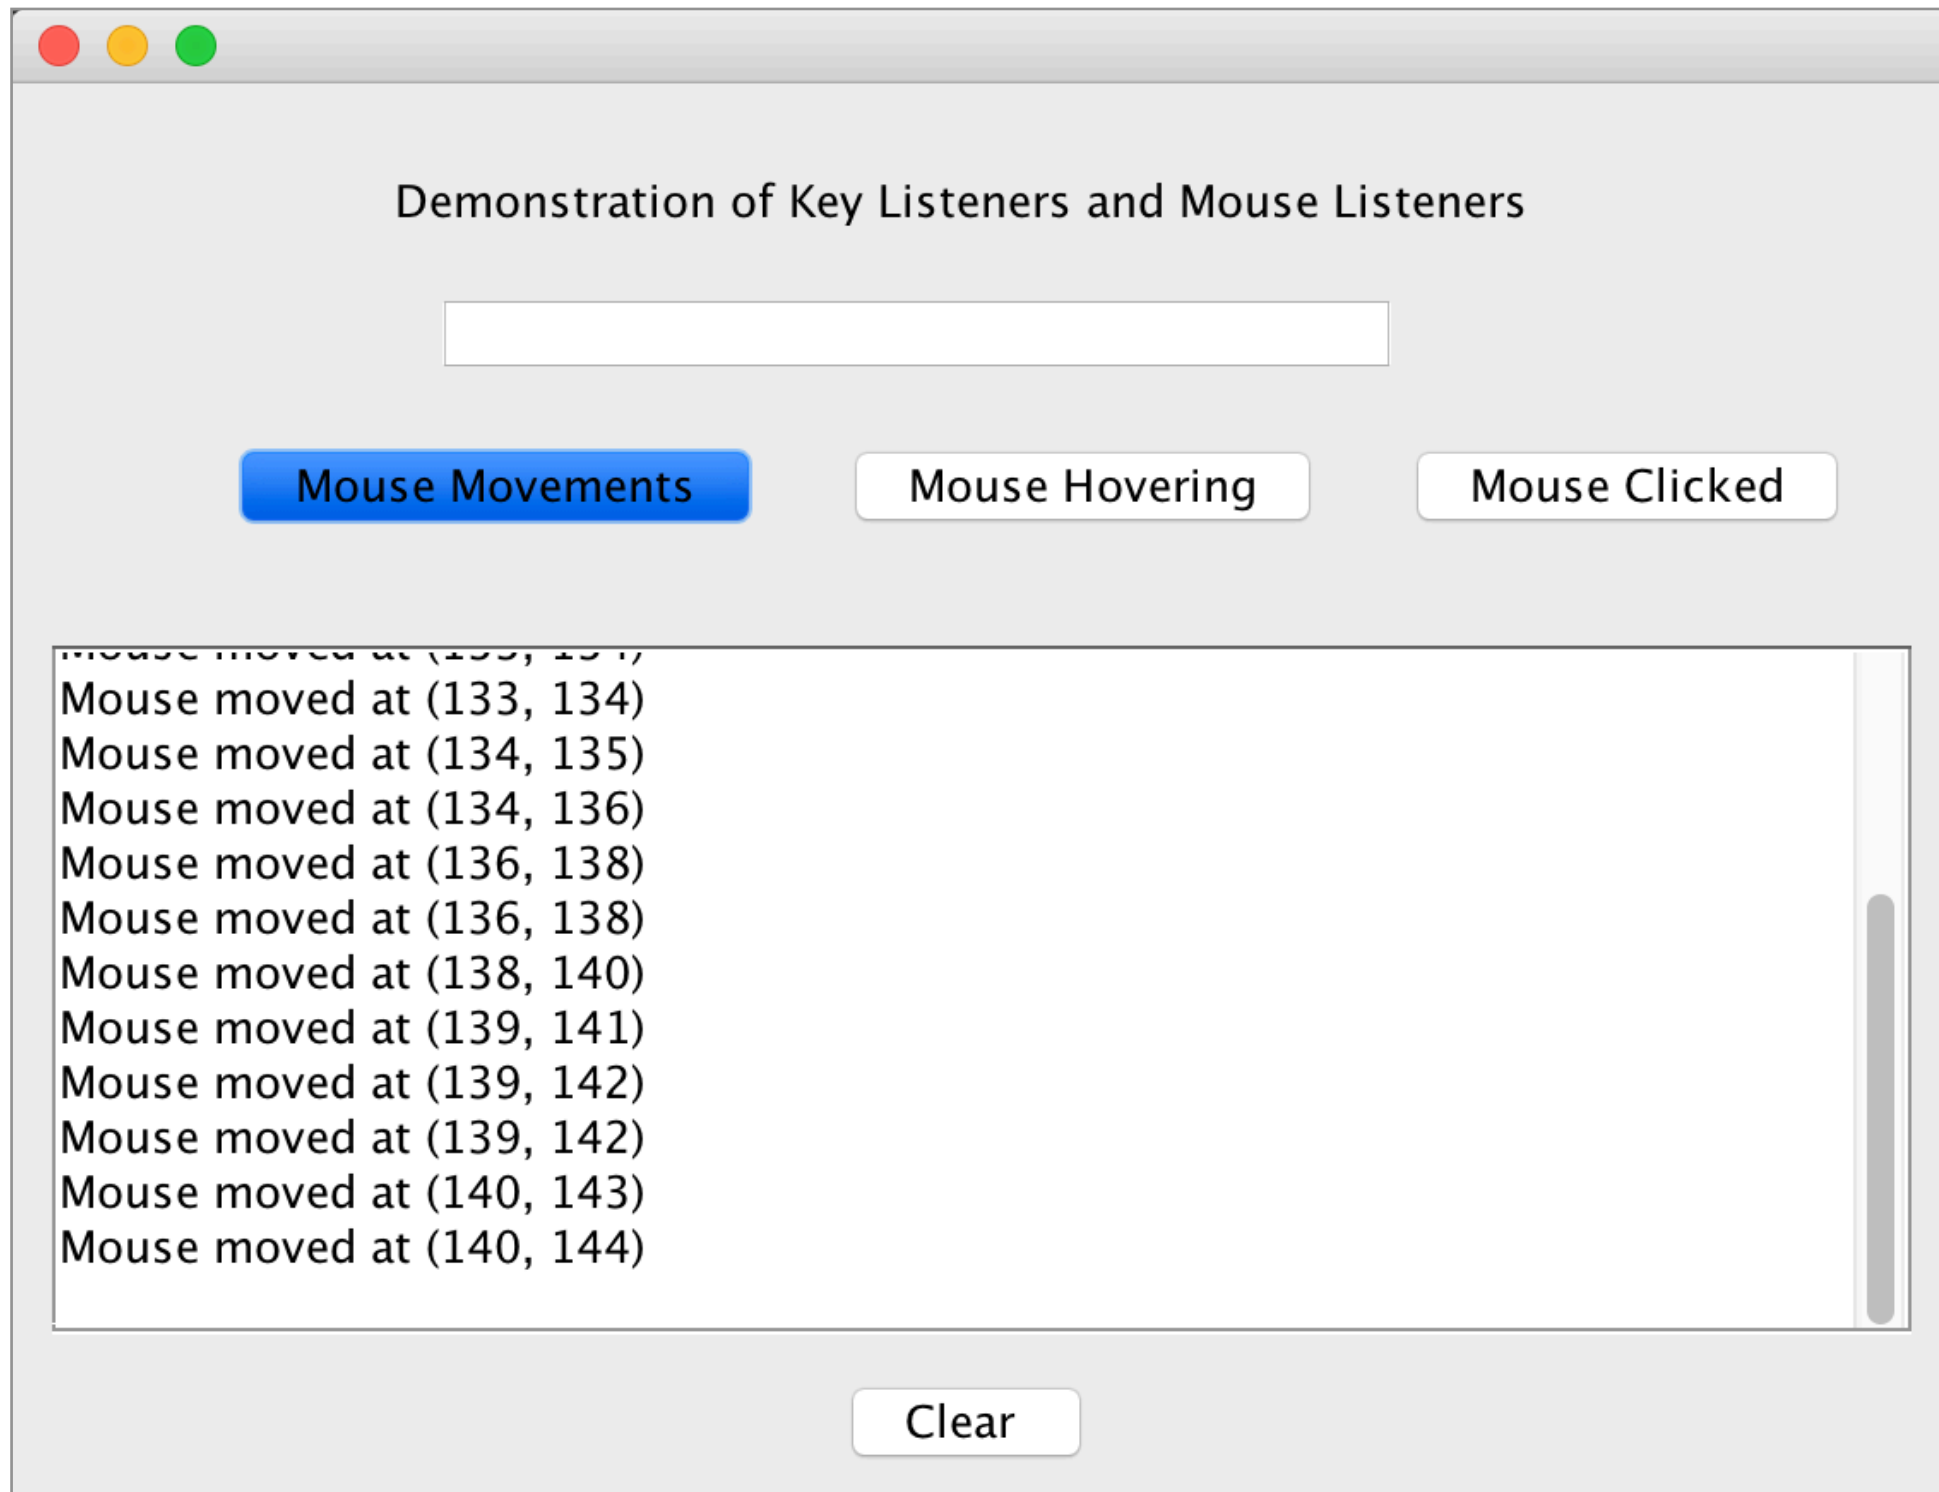 Demonstration of Key Listeners and Mouse Listeners
Mouse Movements Mouse Hovering Mouse Clicked
Mouse moved at
Mouse moved at (133, 134)
Mouse moved at (134, 135)
Mouse moved at (134, 136)
Mouse moved at (136, 138)
Mouse moved at (136, 138)
Mouse moved at (138, 140)
Mouse moved at (139, 141)
Mouse moved at (139, 142)
Mouse moved at (139, 142)
Mouse moved at (140, 143)
Mouse moved at (140, 144)
Clear